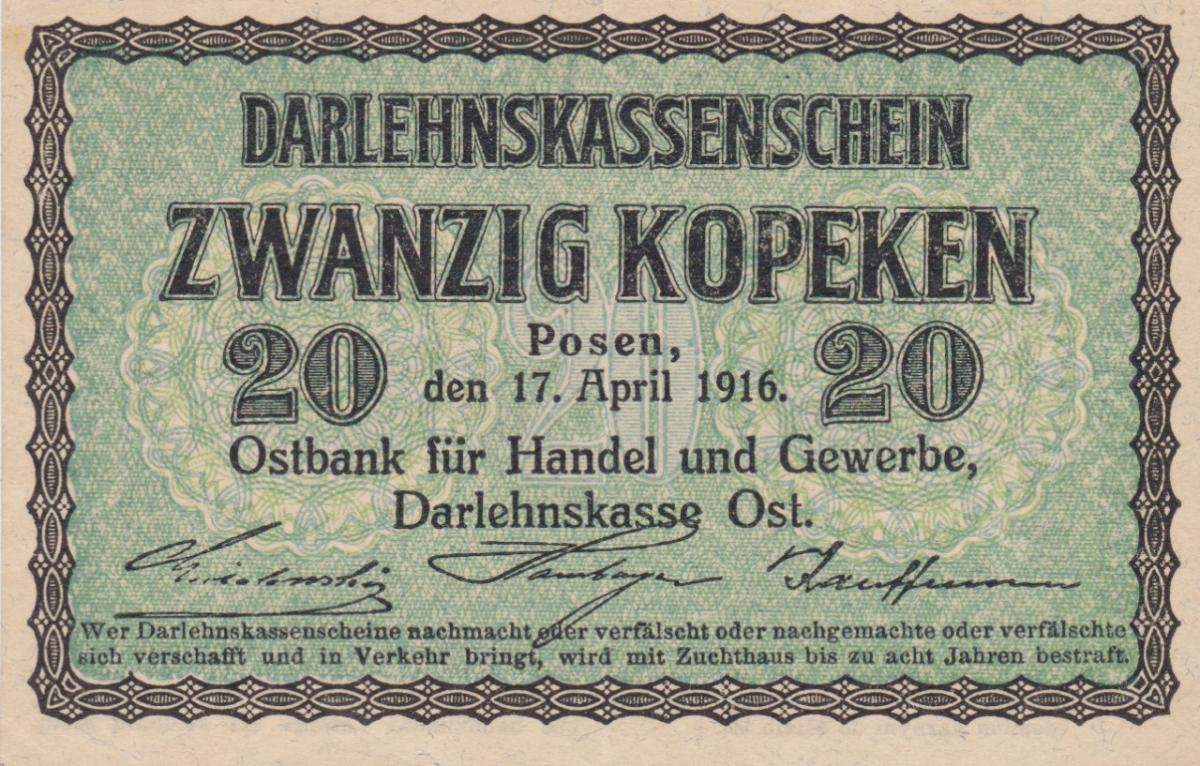 DARLEHNSKASSENSCHEIN
ZWANZIG KOPEKEN
20 Posen, 20
den 17. April 1916.
Ostbank für Handel und Gewerbe,
Darlehnskasse Ost.
Wer Darlehnskassenscheine nachmacht oder verfälscht oder nachgemachte oder verfälschte
sich verschafft und in Verkehr bringt, wird mit Zuchthaus bis zu acht Jahren bestraft.